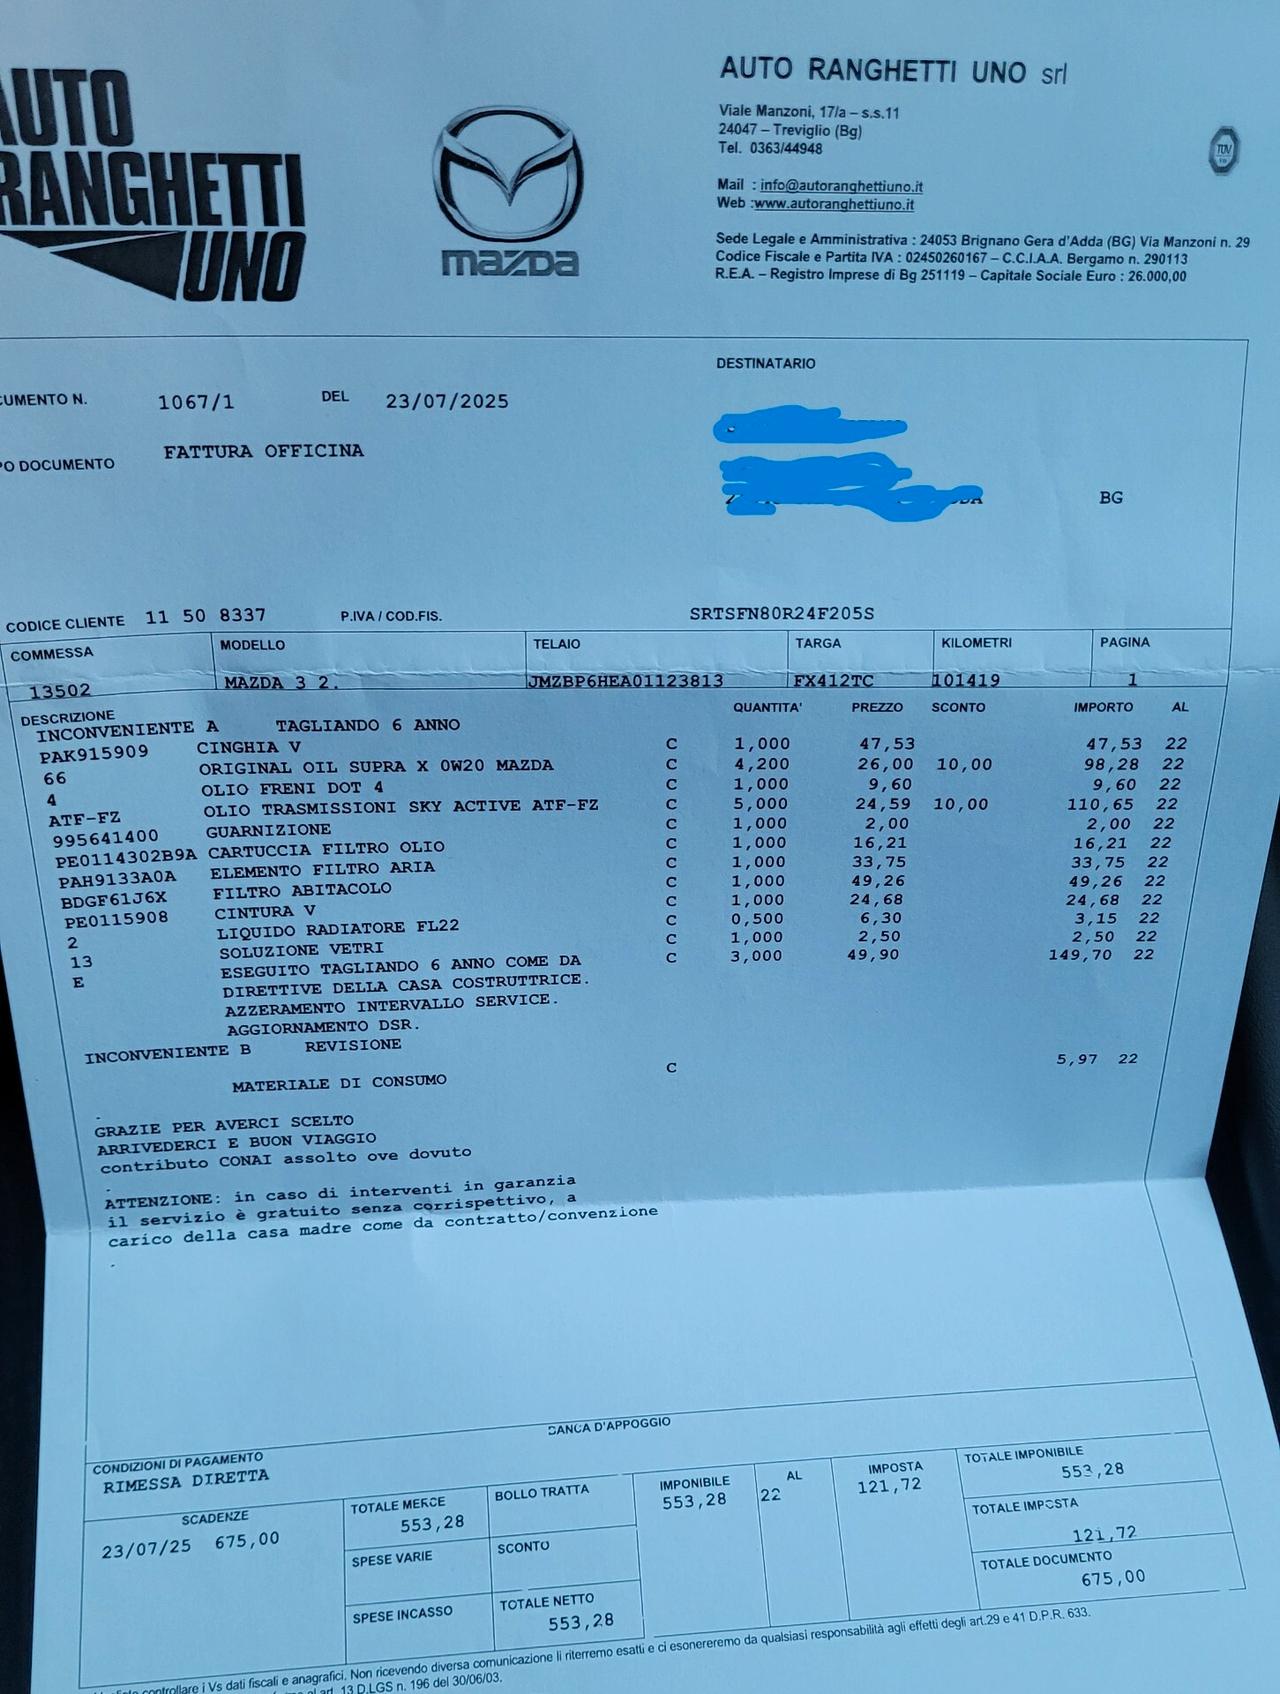 AUTO
RANGHETTI
UNO
mazda
AUTO RANGHETTI UNO srl
Viale Manzoni, 17/a – s.s.11
24047 – Treviglio (Bg)
Tel. 0363/44948
Mail : info@autoranghettiuno.it
Web :www.autoranghettiuno.it
Sede Legale e Amministrativa : 24053 Brignano Gera d'Adda (BG) Via Manzoni n. 29
Codice Fiscale e Partita IVA : 02450260167 – C.C.I.A.A. Bergamo n. 290113
R.E.A. – Registro Imprese di Bg 251119 – Capitale Sociale Euro : 26.000,00
TÜV
DESTINATARIO
CUMENTO N. 1067/1 DEL 23/07/2025
PO DOCUMENTO FATTURA OFFICINA
BG
CODICE CLIENTE 11 50 8337 P.IVA / COD.FIS. SRTSFN80R24F205S
COMMESSA MODELLO TELAIO TARGA KILOMETRI PAGINA
13502 MAZDA 3 2. JMZBP6HEA01123813 FX412TC 101419 1
DESCRIZIONE QUANTITA' PREZZO SCONTO IMPORTO AL
INCONVENIENTE A TAGLIANDO 6 ANNO
PAK915909 CINGHIA V C 1,000 47,53 47,53 22
66 ORIGINAL OIL SUPRA X 0W20 MAZDA C 4,200 26,00 10,00 98,28 22
4 OLIO FRENI DOT 4 C 1,000 9,60 9,60 22
ATF-FZ OLIO TRASMISSIONI SKY ACTIVE ATF-FZ C 5,000 24,59 10,00 110,65 22
995641400 GUARNIZIONE C 1,000 2,00 2,00 22
PE0114302B9A CARTUCCIA FILTRO OLIO C 1,000 16,21 16,21 22
PAH9133A0A ELEMENTO FILTRO ARIA C 1,000 33,75 33,75 22
BDGF61J6X FILTRO ABITACOLO C 1,000 49,26 49,26 22
PE0115908 CINTURA V C 1,000 24,68 24,68 22
2 LIQUIDO RADIATORE FL22 C 0,500 6,30 3,15 22
13 SOLUZIONE VETRI C 1,000 2,50 2,50 22
E ESEGUITO TAGLIANDO 6 ANNO COME DA C 3,000 49,90 149,70 22
DIRETTIVE DELLA CASA COSTRUTTRICE.
AZZERAMENTO INTERVALLO SERVICE.
AGGIORNAMENTO DSR.
INCONVENIENTE B REVISIONE
MATERIALE DI CONSUMO C 5,97 22
.
GRAZIE PER AVERCI SCELTO
ARRIVEDERCI E BUON VIAGGIO
contributo CONAI assolto ove dovuto
.
ATTENZIONE: in caso di interventi in garanzia
il servizio è gratuito senza corrispettivo, a
carico della casa madre come da contratto/convenzione
.
BANCA D'APPOGGIO
CONDIZIONI DI PAGAMENTO
RIMESSA DIRETTA
SCADENZE
23/07/25 675,00
TOTALE MERCE
553,28
BOLLO TRATTA
SPESE VARIE
SCONTO
SPESE INCASSO
TOTALE NETTO
553,28
IMPONIBILE AL IMPOSTA
553,28 22 121,72
TOTALE IMPONIBILE
553,28
TOTALE IMPOSTA
121,72
TOTALE DOCUMENTO
675,00
controllare i Vs dati fiscali e anagrafici. Non ricevendo diversa comunicazione li riterremo esatti e ci esonereremo da qualsiasi responsabilità agli effetti degli art.29 e 41 D.P.R. 633.
art. 13 D.LGS n. 196 del 30/06/03.